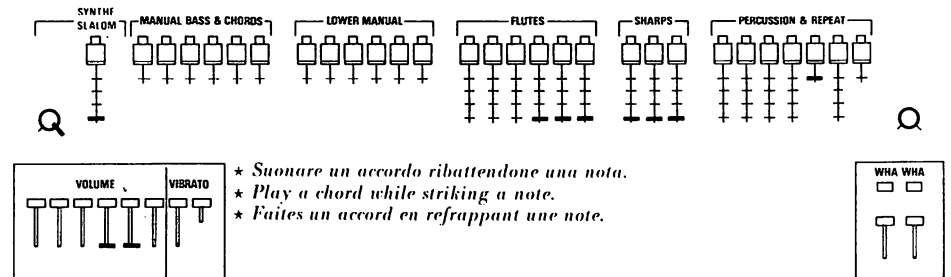 SYNTHE
SLALOM
MANUAL BASS & CHORDS
LOWER MANUAL
FLUTES
SHARPS
PERCUSSION & REPEAT
VOLUME
VIBRATO
★ Suonare un accordo ribattendone una nota.
★ Play a chord while striking a note.
★ Faites un accord en refrappant une note.
WHA WHA